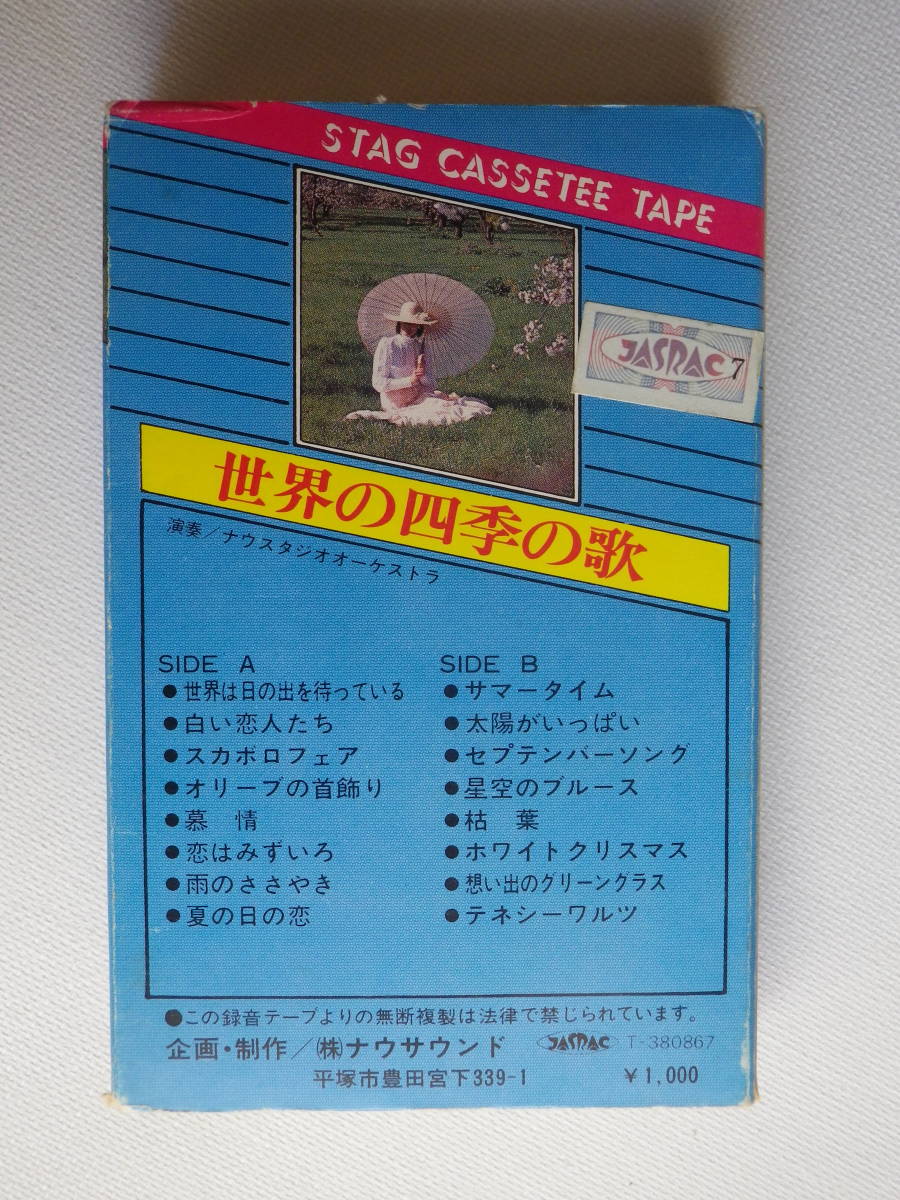 STAG CASSETEE TAPE
JASRAC 7
世界の四季の歌
演奏/ナウスタジオオーケストラ
SIDE A
●世界は日の出を待っている
●白い恋人たち
●スカボロフェア
●オリーブの首飾り
●慕 情
●恋はみずいろ
●雨のささやき
●夏の日の恋
SIDE B
●サマータイム
●太陽がいっぱい
●セプテンバーソング
●星空のブルース
●枯 葉
●ホワイトクリスマス
●想い出のグリーングラス
●テネシーワルツ
●この録音テープよりの無断複製は法律で禁じられています。
企画・制作/㈱ナウサウンド JASRAC T-380867
平塚市豊田宮下339-1 ¥1,000